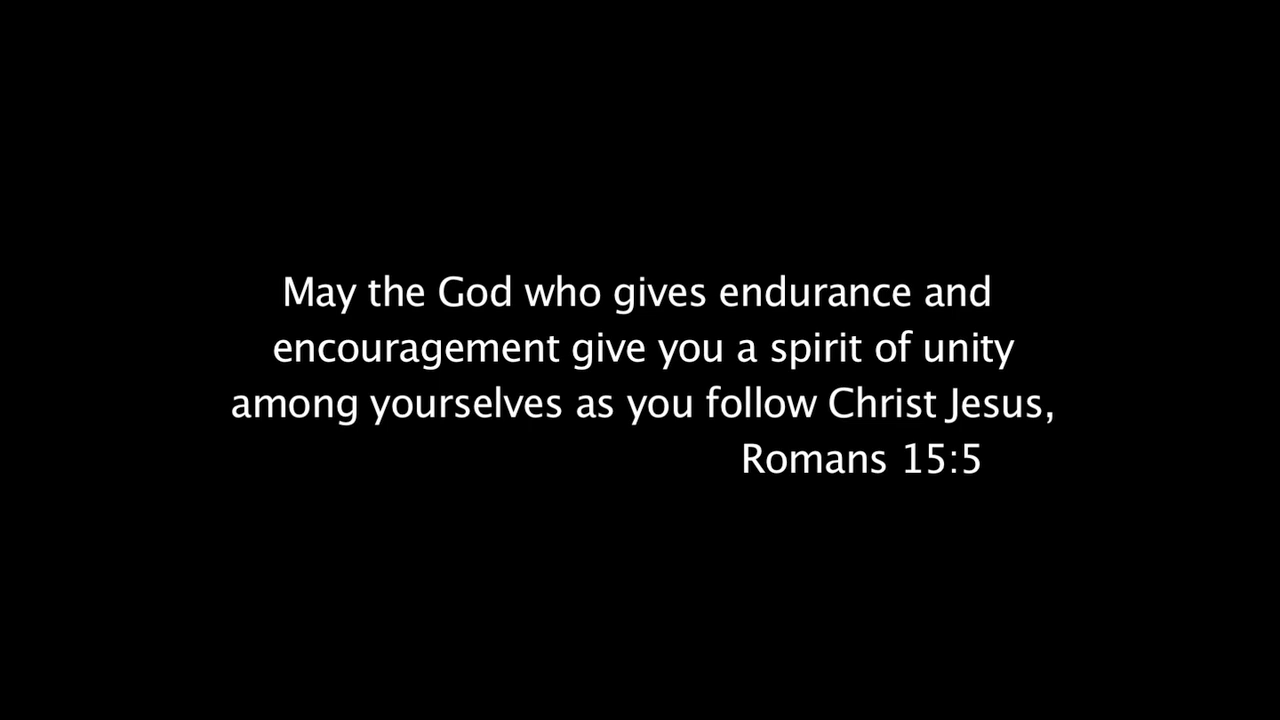 May the God who gives endurance and
encouragement give you a spirit of unity
among yourselves as you follow Christ Jesus,
Romans 15:5